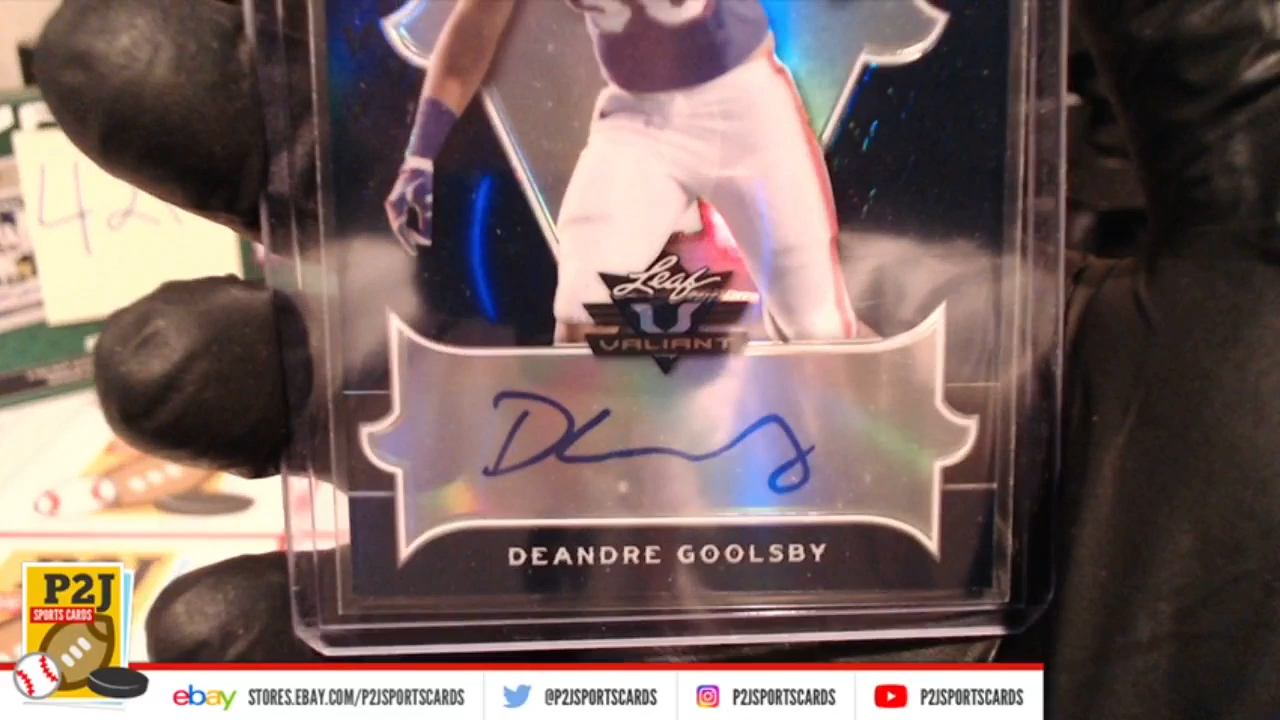 Leaf
VALIANT
DEANDRE GOOLSBY
P2J
SPORTS CARDS
ebay STORES.EBAY.COM/P2JSPORTSCARDS @P2JSPORTSCARDS P2JSPORTSCARDS P2JSPORTSCARDS